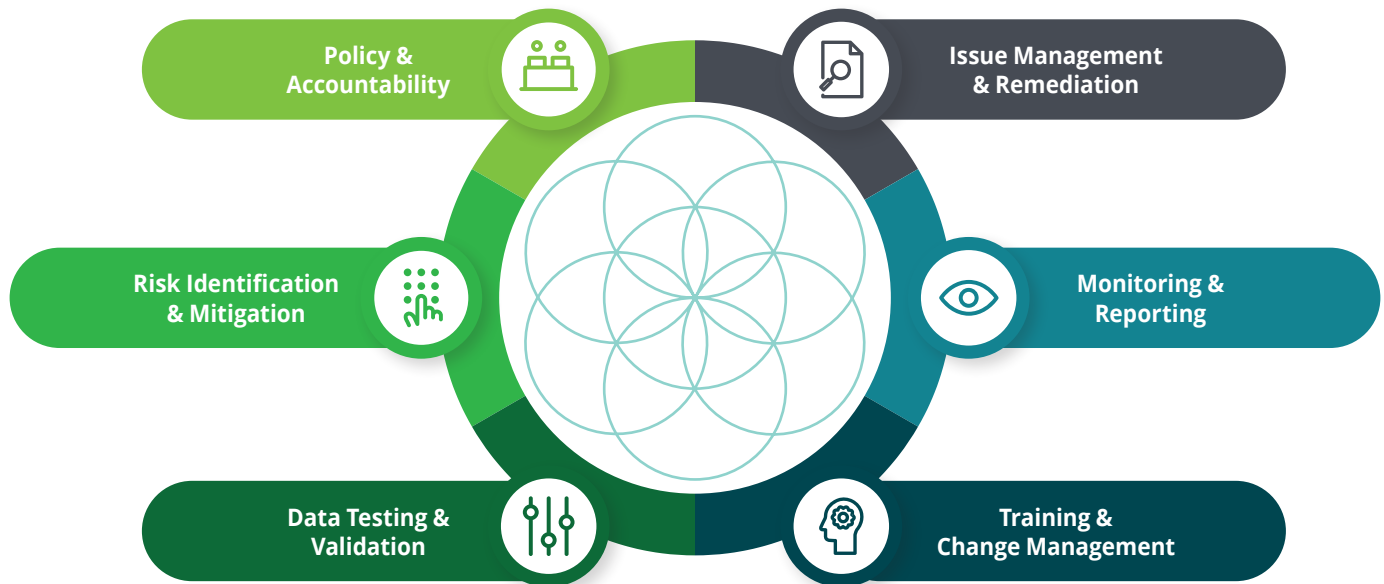 Policy &
Accountability
Issue Management
& Remediation
Risk Identification
& Mitigation
Monitoring &
Reporting
Data Testing &
Validation
Training &
Change Management